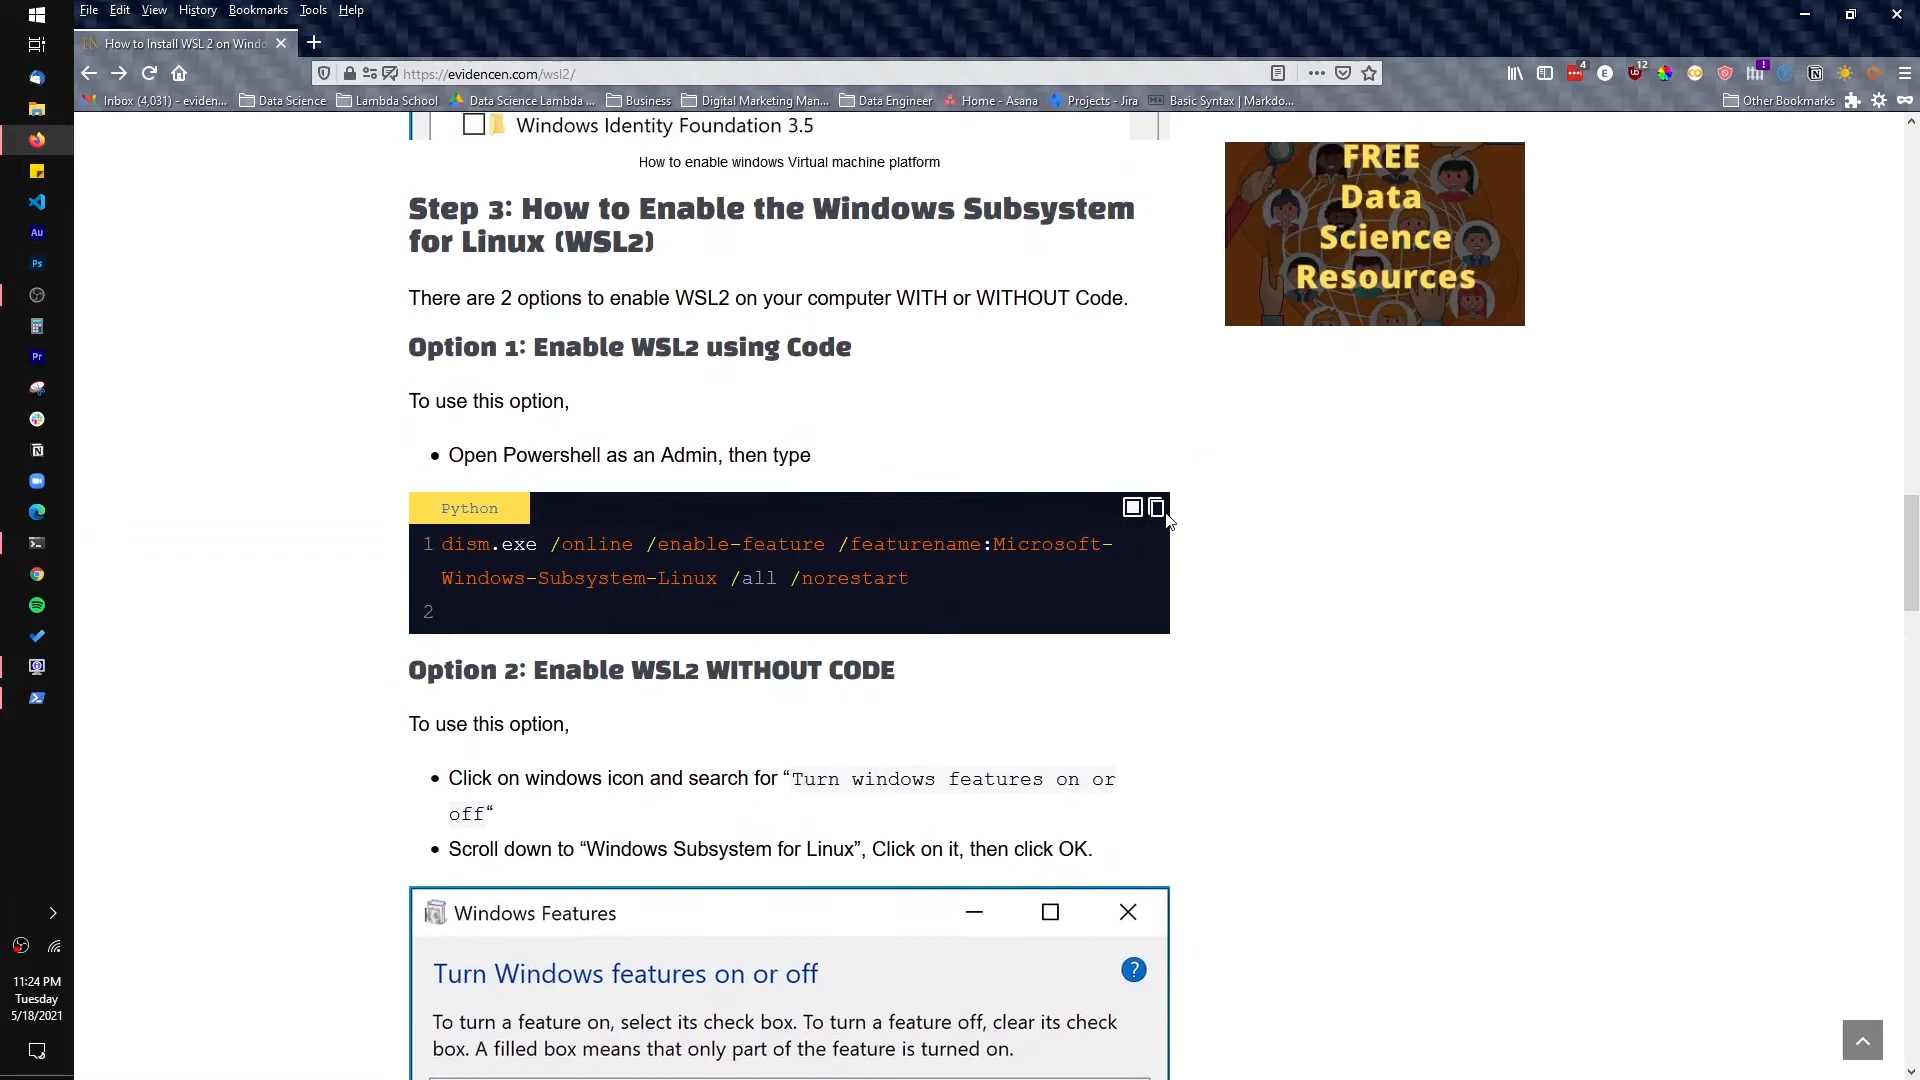 File Edit View History Bookmarks Tools Help
How to Install WSL 2 on Windo
https://evidencen.com/wsl2/
4
12
!
Inbox (4,031) - eviden... Data Science Lambda School Data Science Lambda ... Business Digital Marketing Man... Data Engineer Home - Asana Projects - Jira Basic Syntax | Markdo... Other Bookmarks
Windows Identity Foundation 3.5
How to enable windows Virtual machine platform
Step 3: How to Enable the Windows Subsystem
for Linux (WSL2)
There are 2 options to enable WSL2 on your computer WITH or WITHOUT Code.
Option 1: Enable WSL2 using Code
To use this option,
• Open Powershell as an Admin, then type
Python
1 dism.exe /online /enable-feature /featurename:Microsoft-
Windows-Subsystem-Linux /all /norestart
2
Option 2: Enable WSL2 WITHOUT CODE
To use this option,
• Click on windows icon and search for “Turn windows features on or
off“
• Scroll down to “Windows Subsystem for Linux”, Click on it, then click OK.
Windows Features
Turn Windows features on or off
To turn a feature on, select its check box. To turn a feature off, clear its check
box. A filled box means that only part of the feature is turned on.
FREE
Data
Science
Resources
Au
Ps
Pr
11:24 PM
Tuesday
5/18/2021